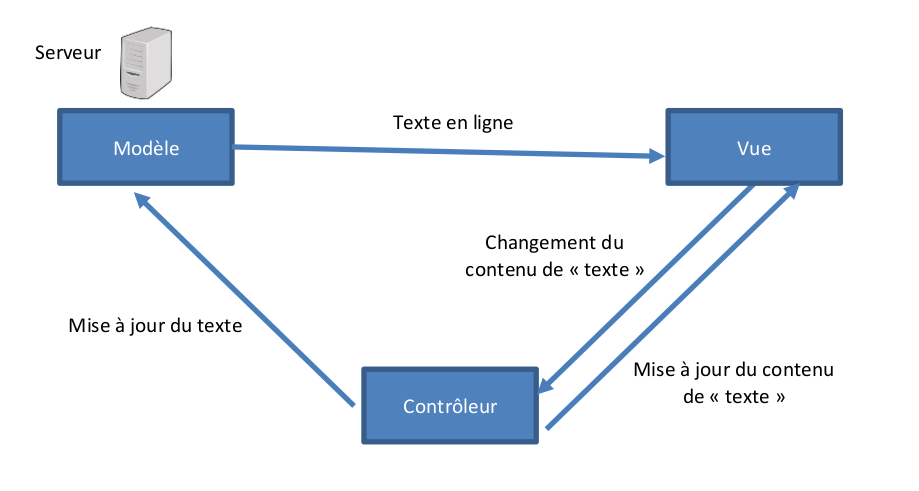 Serveur
Texte en ligne
Modèle
Vue
Changement du
contenu de « texte »
Mise à jour du texte
Mise à jour du contenu
de « texte »
Contrôleur